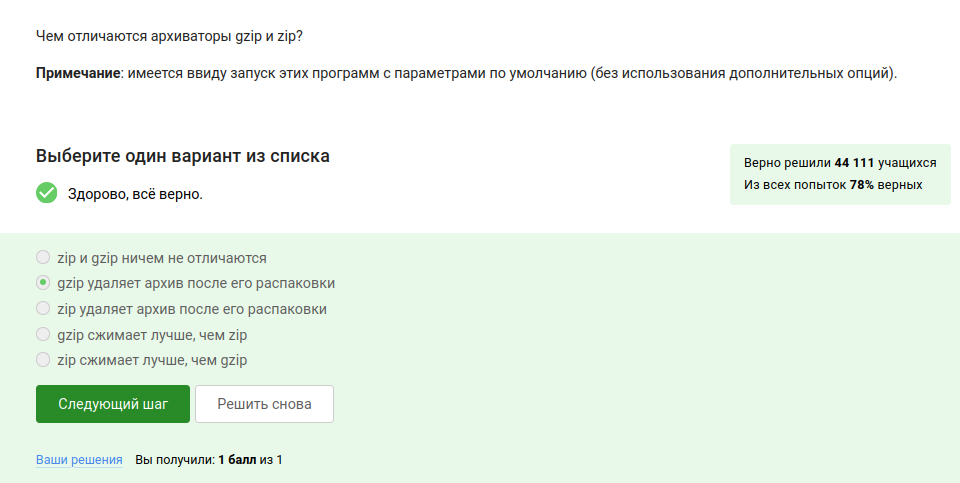 Чем отличаются архиваторы gzip и zip?
Примечание: имеется ввиду запуск этих программ с параметрами по умолчанию (без использования дополнительных опций).
Выберите один вариант из списка
Здорово, всё верно.
Верно решили 44 111 учащихся
Из всех попыток 78% верных
zip и gzip ничем не отличаются
gzip удаляет архив после его распаковки
zip удаляет архив после его распаковки
gzip сжимает лучше, чем zip
zip сжимает лучше, чем gzip
Следующий шаг
Решить снова
Ваши решения Вы получили: 1 балл из 1